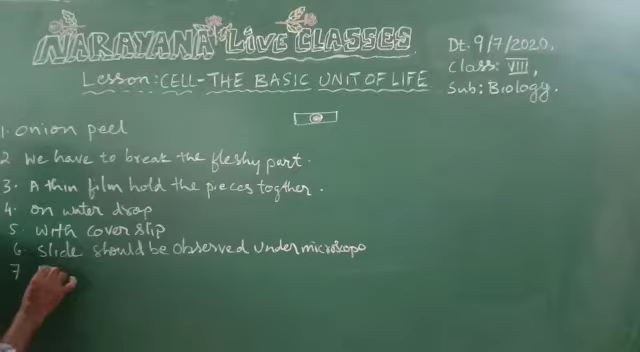 NARAYANA LIVE CLASSES
Lesson: CELL-THE BASIC UNIT OF LIFE
Dt. 9/7/2020.
Class: VIII,
Sub: Biology.
1. Onion peel
2 We have to break the fleshy part.
3. A thin film hold the pieces togther.
4. on water drop
5. With cover slip
6. Slide should be observed under microscopo
7